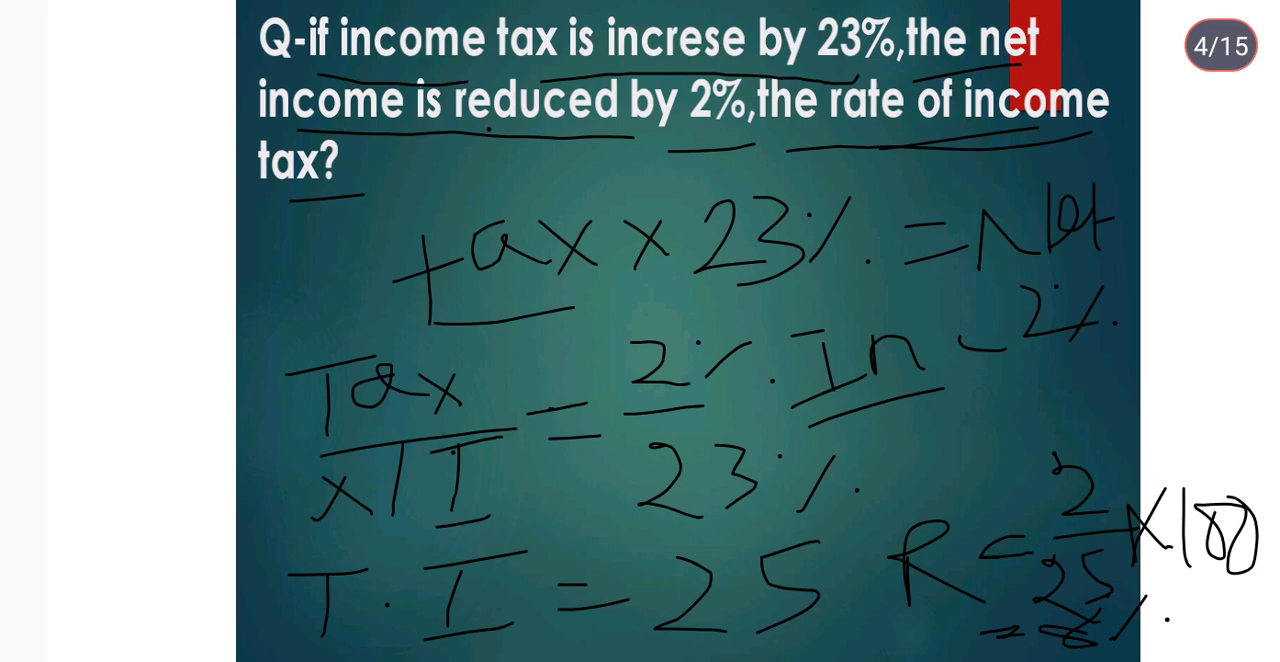 Q-if income tax is increse by 23%,the net
income is reduced by 2%,the rate of income
tax?
4/15
tax x 23% = Net
In - 2%
Tax = 2%
23%
T.I = 25
R = 2/25 x 100
= 8%